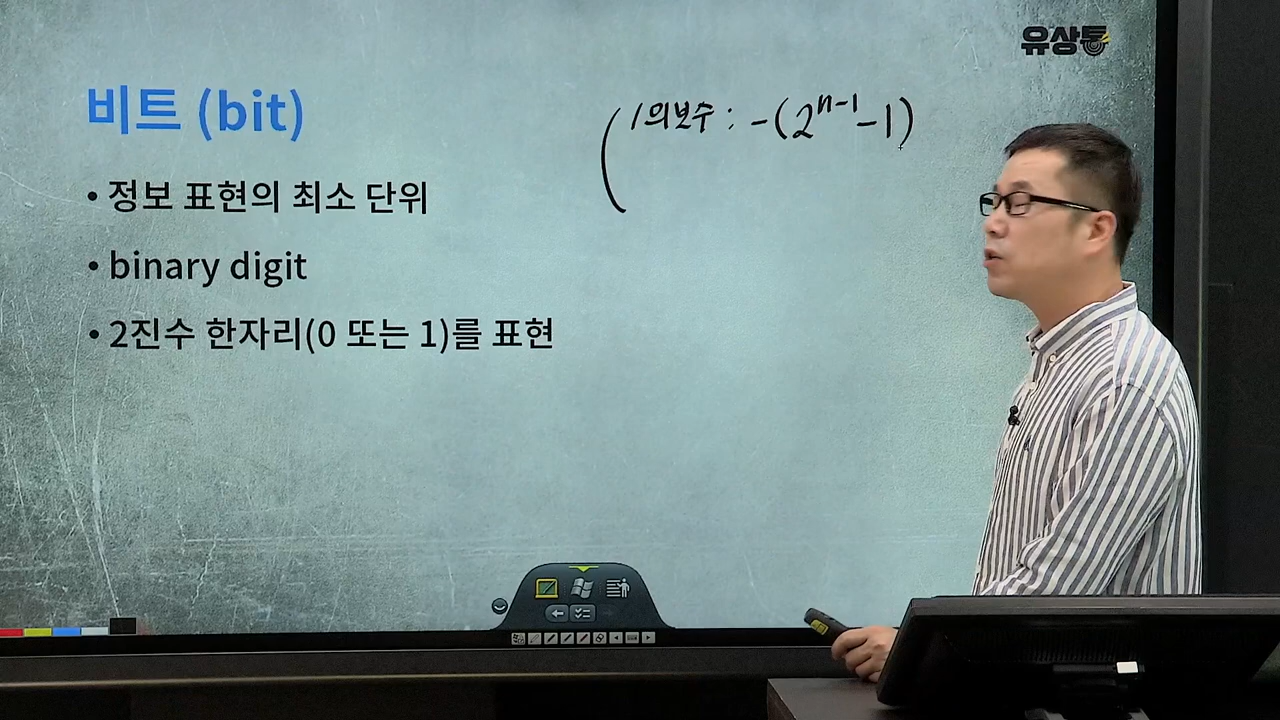 유상통
비트 (bit)
1의보수 : -(2^{n-1}-1)
• 정보 표현의 최소 단위
• binary digit
• 2진수 한자리(0 또는 1)를 표현